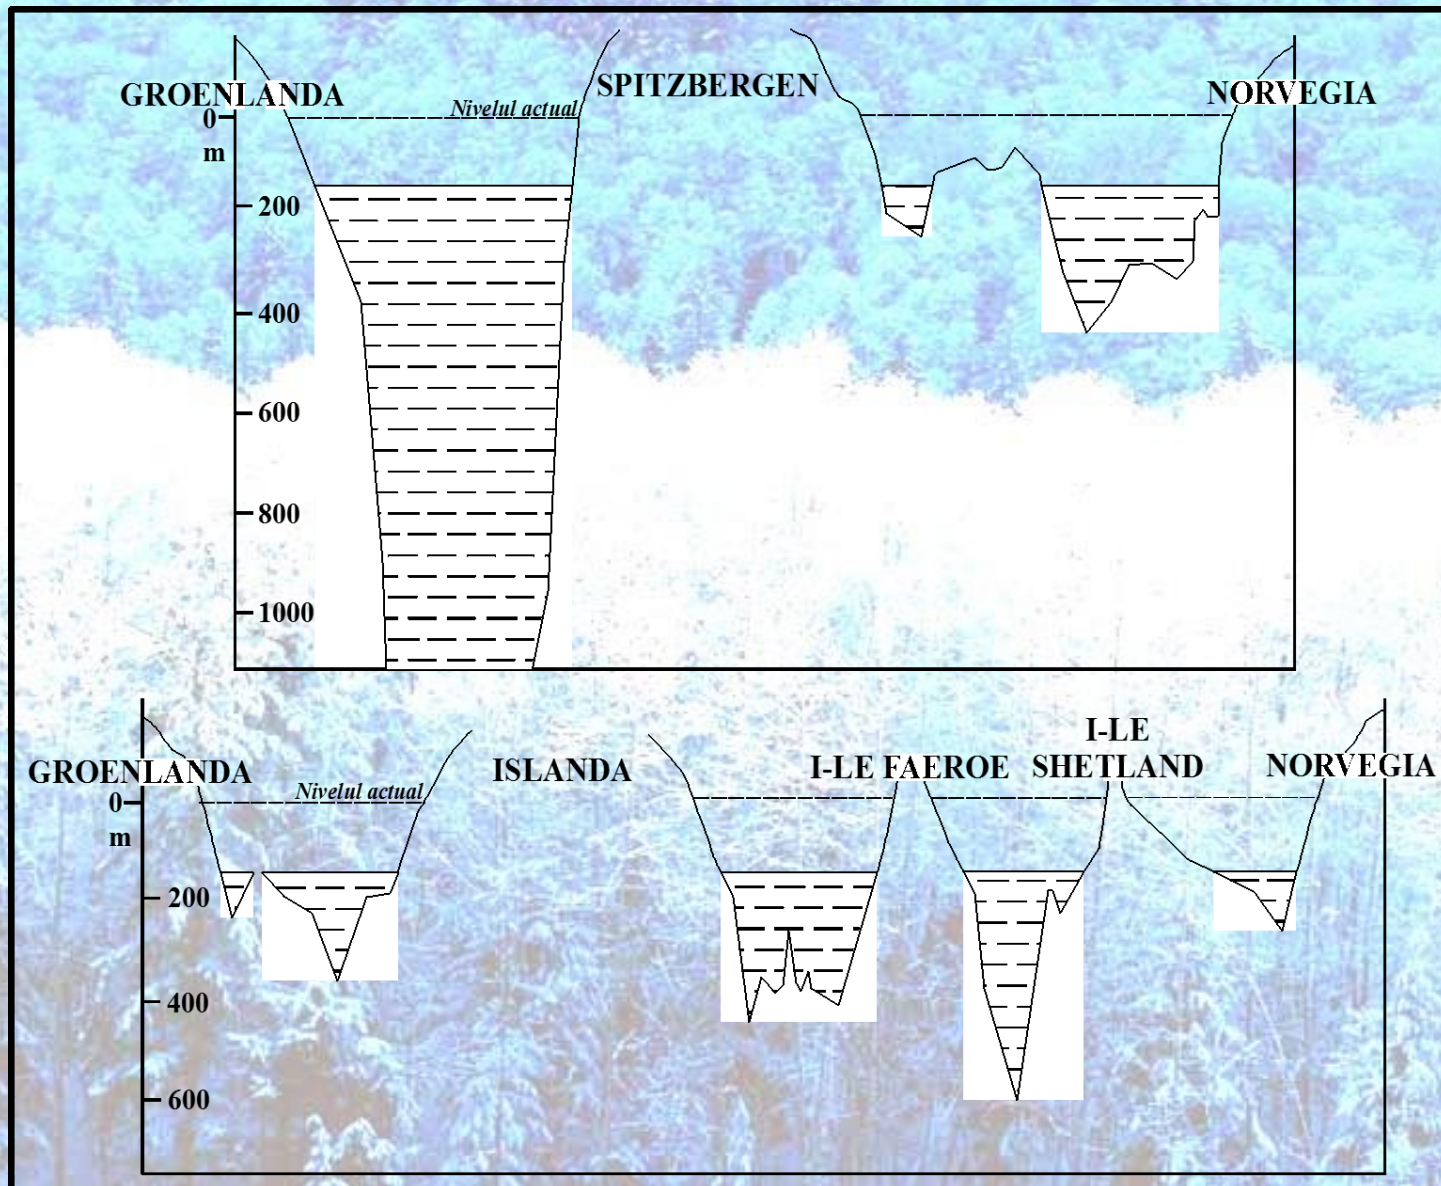 GROENLANDA
SPITZBERGEN
NORVEGIA
Nivelul actual
0
m
200
400
600
800
1000
GROENLANDA
ISLANDA
I-LE FAEROE
I-LE
SHETLAND
NORVEGIA
Nivelul actual
0
m
200
400
600